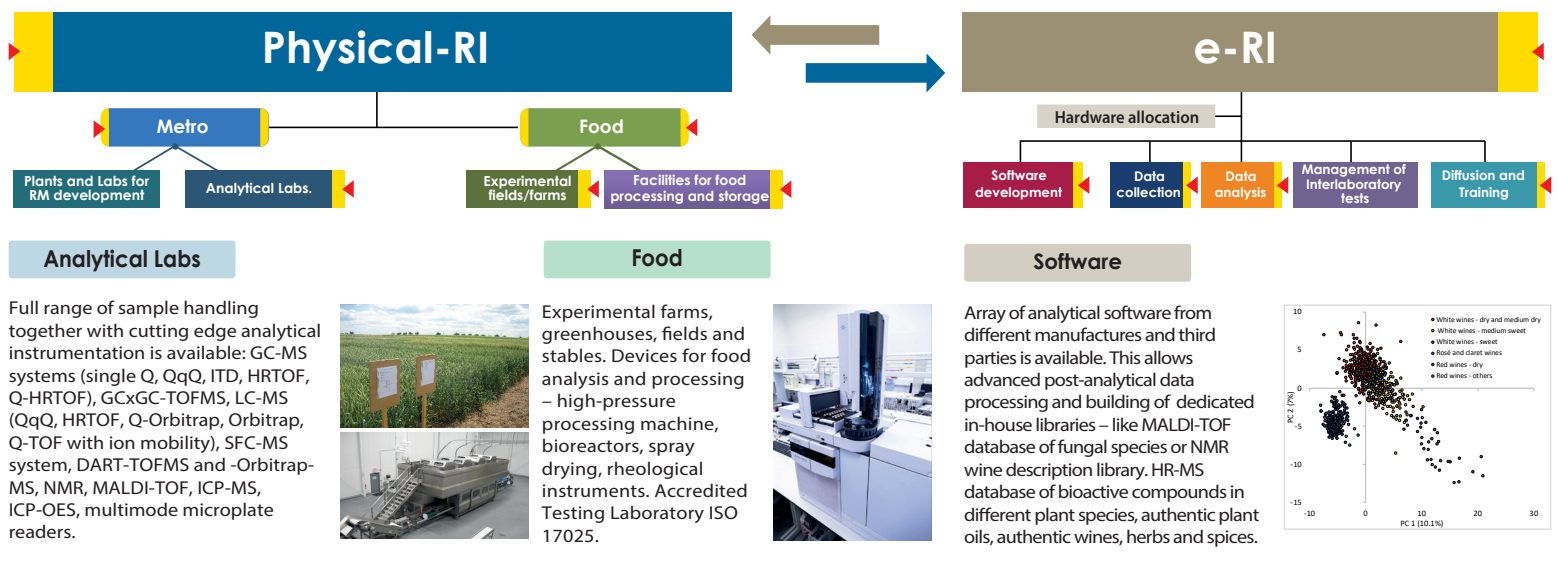 Physical-RI
e-RI
Metro
Food
Hardware allocation
Plants and Labs for
RM development
Analytical Labs.
Experimental
fields/farms
Facilities for food
processing and storage
Software
development
Data
collection
Data
analysis
Management of
Interlaboratory
tests
Diffusion and
Training
Analytical Labs
Full range of sample handling
together with cutting edge analytical
instrumentation is available: GC-MS
systems (single Q, QqQ, ITD, HRTOF,
Q-HRTOF), GCxGC-TOFMS, LC-MS
(QqQ, HRTOF, Q-Orbitrap, Orbitrap,
Q-TOF with ion mobility), SFC-MS
system, DART-TOFMS and -Orbitrap-
MS, NMR, MALDI-TOF, ICP-MS,
ICP-OES, multimode microplate
readers.
Food
Experimental farms,
greenhouses, fields and
stables. Devices for food
analysis and processing
– high-pressure
processing machine,
bioreactors, spray
drying, rheological
instruments. Accredited
Testing Laboratory ISO
17025.
Software
Array of analytical software from
different manufactures and third
parties is available. This allows
advanced post-analytical data
processing and building of dedicated
in-house libraries – like MALDI-TOF
database of fungal species or NMR
wine description library. HR-MS
database of bioactive compounds in
different plant species, authentic plant
oils, authentic wines, herbs and spices.
10
5
0
-5
-10
-15
PC 2 (7%)
White wines - dry and medium dry
White wines - medium sweet
White wines - sweet
Rosé and claret wines
Red wines - dry
Red wines - others
-10
0
10
20
30
PC 1 (10.1%)